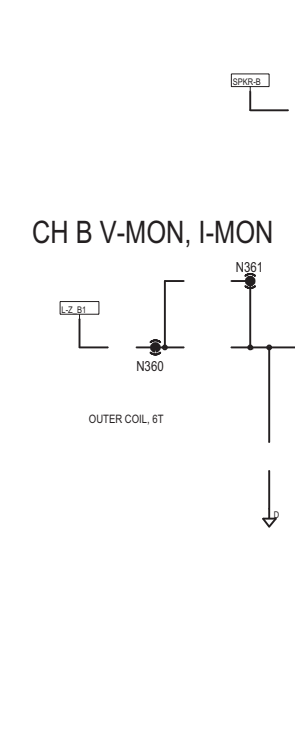 SPKR-B
CH B V-MON, I-MON
N361
L-Z_B1
N360
OUTER COIL, 6T
D